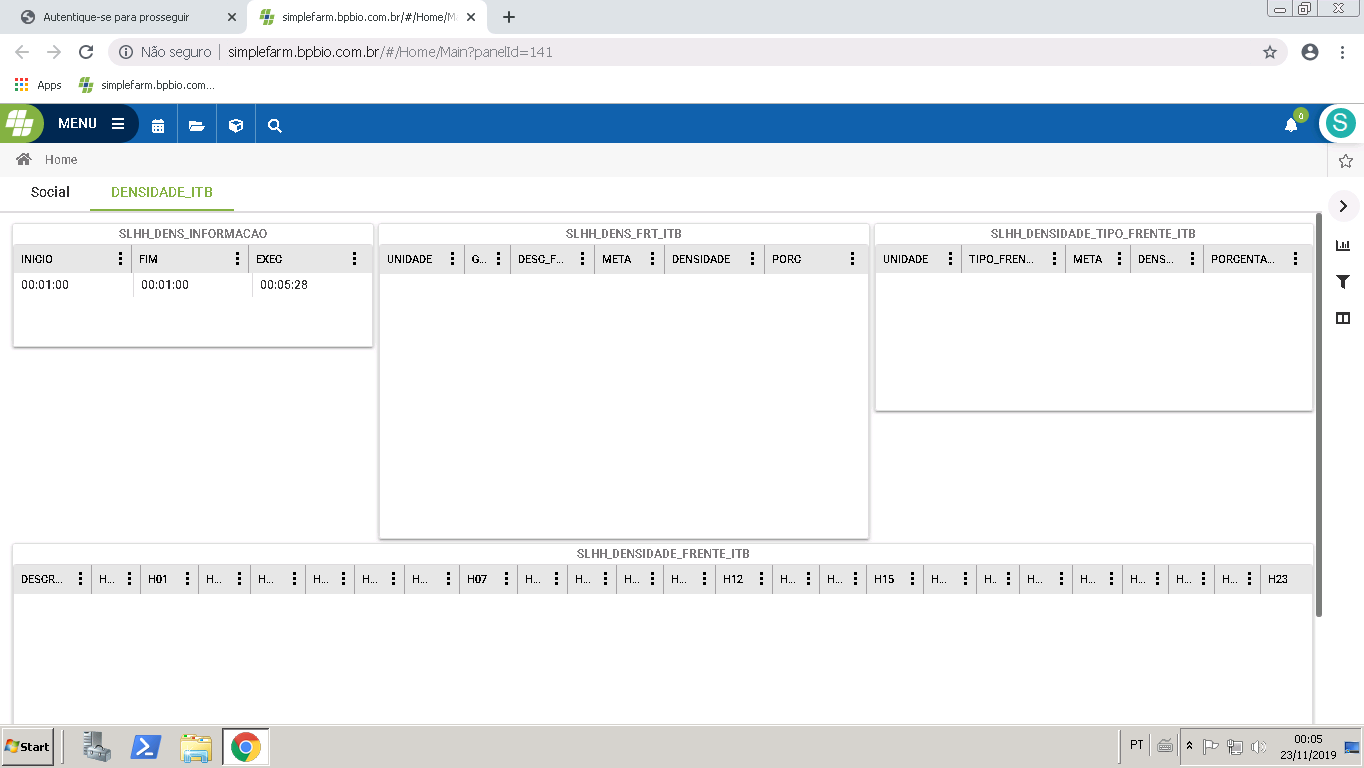 Autentique-se para prosseguir
simplefarm.bpbio.com.br/#/Home/M
Não seguro | simplefarm.bpbio.com.br/#/Home/Main?panelId=141
Apps simplefarm.bpbio.com...
MENU 0 S
Home
Social DENSIDADE_ITB
SLHH_DENS_INFORMACAO
INICIO FIM EXEC
00:01:00 00:01:00 00:05:28
SLHH_DENS_FRT_ITB
UNIDADE G... DESC_F... META DENSIDADE PORC
SLHH_DENSIDADE_TIPO_FRENTE_ITB
UNIDADE TIPO_FREN... META DENS... PORCENTA...
SLHH_DENSIDADE_FRENTE_ITB
DESCR... H... H01 H... H... H... H... H... H07 H... H... H... H... H12 H... H... H15 H... H.. H... H... H... H... H... H23
Start PT 00:05
23/11/2019